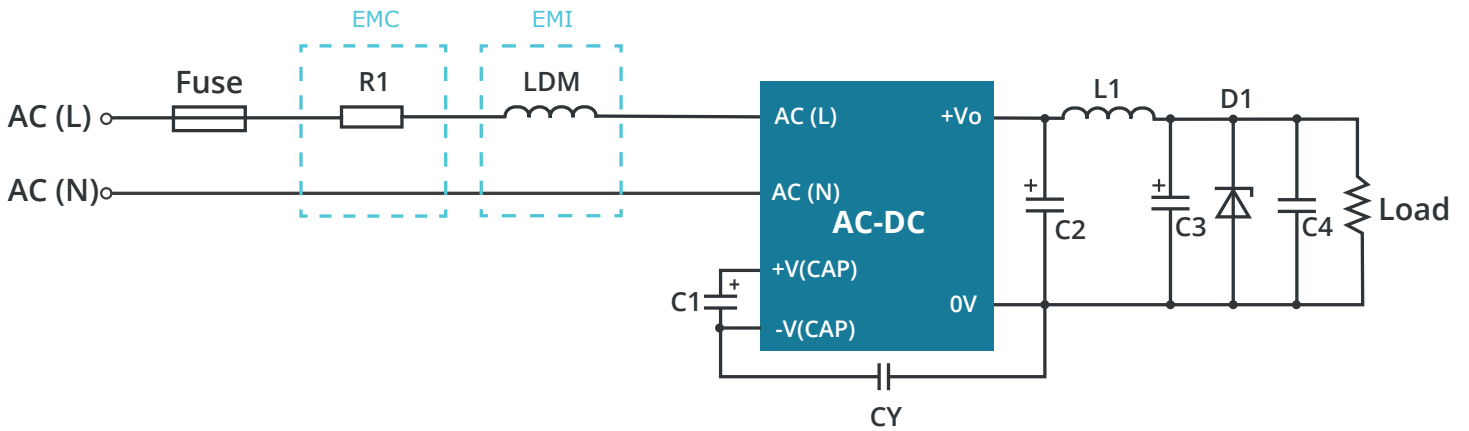 EMC
EMI
Fuse
R1
LDM
L1
D1
AC (L)
AC (L)
+Vo
AC (N)
AC (N)
AC-DC
+
+
C2
C3
C4
Load
+V(CAP)
+
C1
0V
-V(CAP)
CY